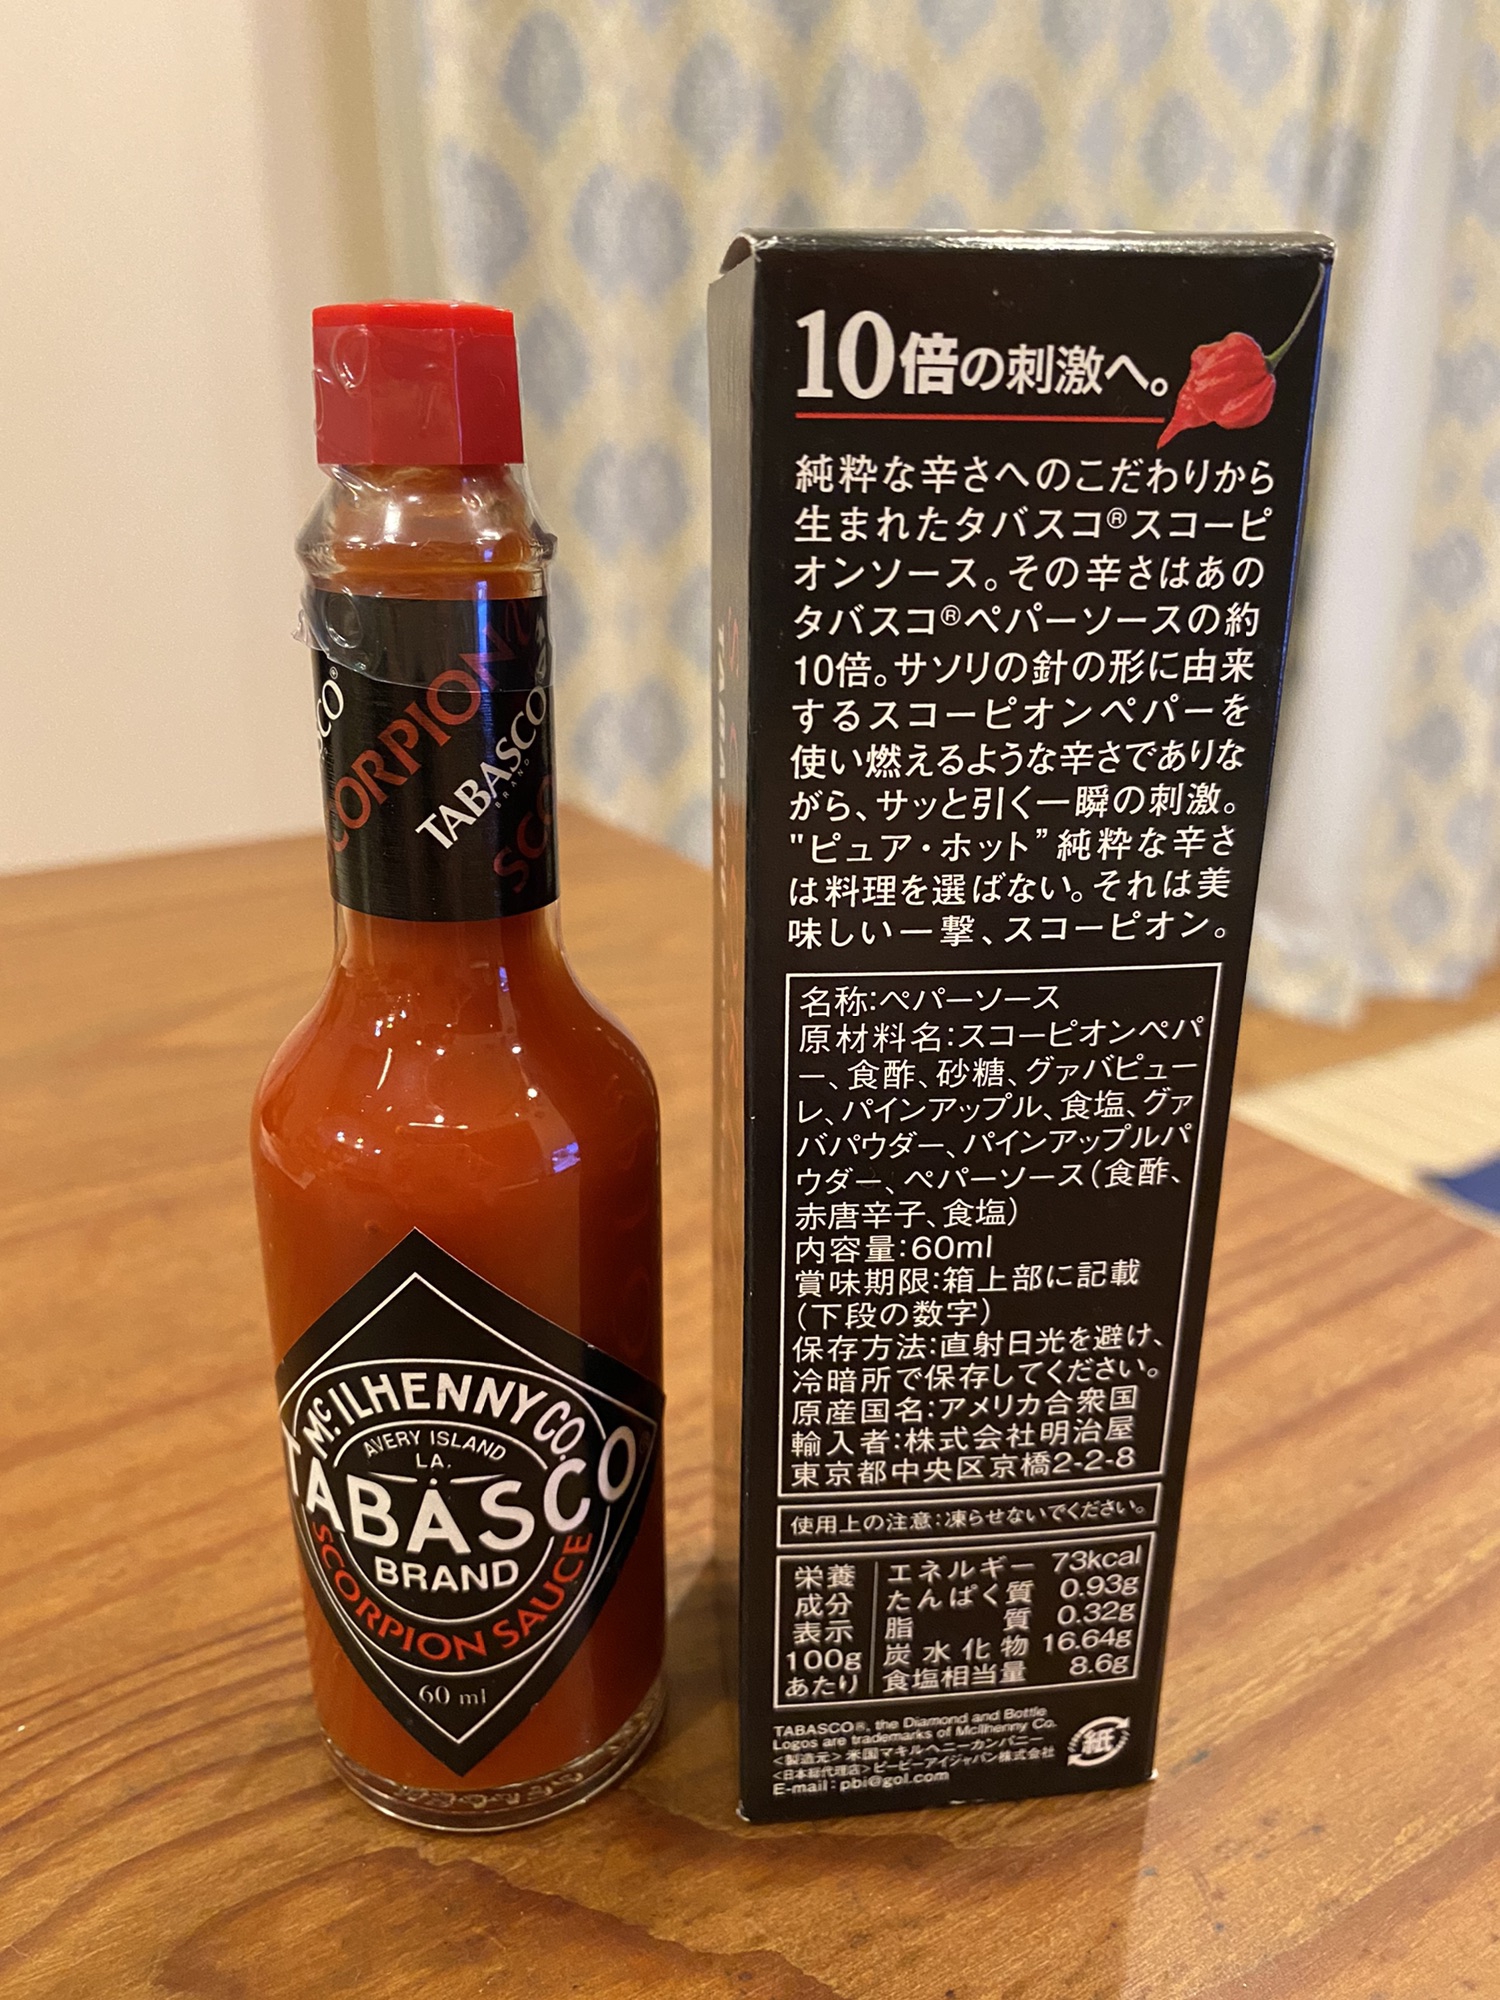 SCORPION
TABASCO
BRAND
SCO
SCO®
McILHENNY CO.
AVERY ISLAND
LA.
TABASCO®
BRAND
SCORPION SAUCE
60 ml
10倍の刺激へ。
純粋な辛さへのこだわりから
生まれたタバスコ®スコーピ
オンソース。その辛さはあの
タバスコ®ペパーソースの約
10倍。サソリの針の形に由来
するスコーピオンペパーを
使い燃えるような辛さでありな
がら、サッと引く一瞬の刺激。
"ピュア・ホット"純粋な辛さ
は料理を選ばない。それは美
味しい一撃、スコーピオン。
名称:ペパーソース
原材料名:スコーピオンペパ
ー、食酢、砂糖、グァバピュー
レ、パインアップル、食塩、グァ
バパウダー、パインアップルパ
ウダー、ペパーソース(食酢、
赤唐辛子、食塩)
内容量:60ml
賞味期限:箱上部に記載
(下段の数字)
保存方法:直射日光を避け、
冷暗所で保存してください。
原産国名:アメリカ合衆国
輸入者:株式会社明治屋
東京都中央区京橋2-2-8
使用上の注意:凍らせないでください。
栄養成分表示100gあたり
エネルギー 73kcal
たんぱく質 0.93g
脂質 0.32g
炭水化物 16.64g
食塩相当量 8.6g
TABASCO®, the Diamond and Bottle
Logos are trademarks of McIlhenny Co.
<製造元>米国マキルヘニーカンパニー
<日本総代理店>ピービーアイジャパン株式会社
E-mail:pbi@gol.com
紙